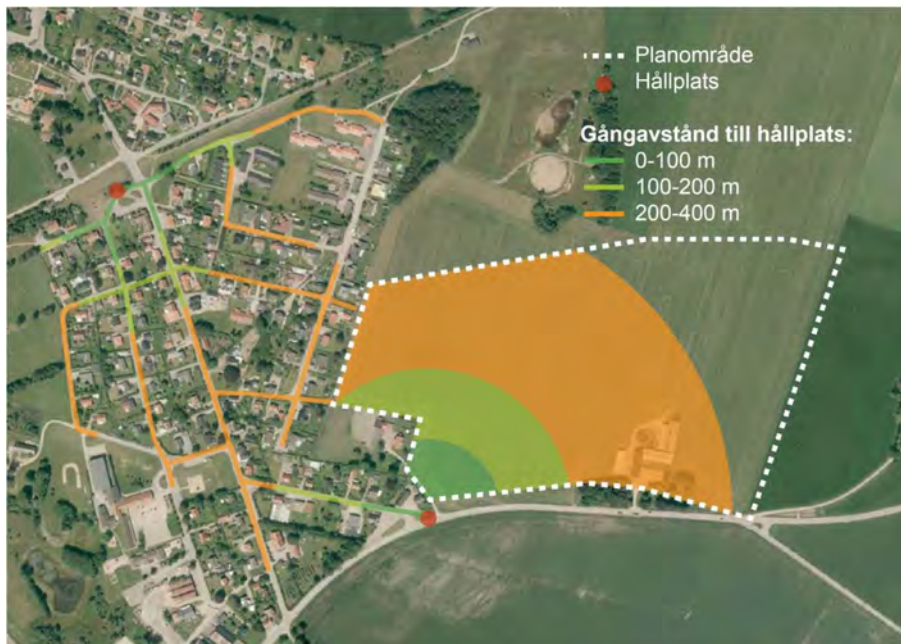 Planområde
Hållplats
Gångavstånd till hållplats:
0-100 m
100-200 m
200-400 m